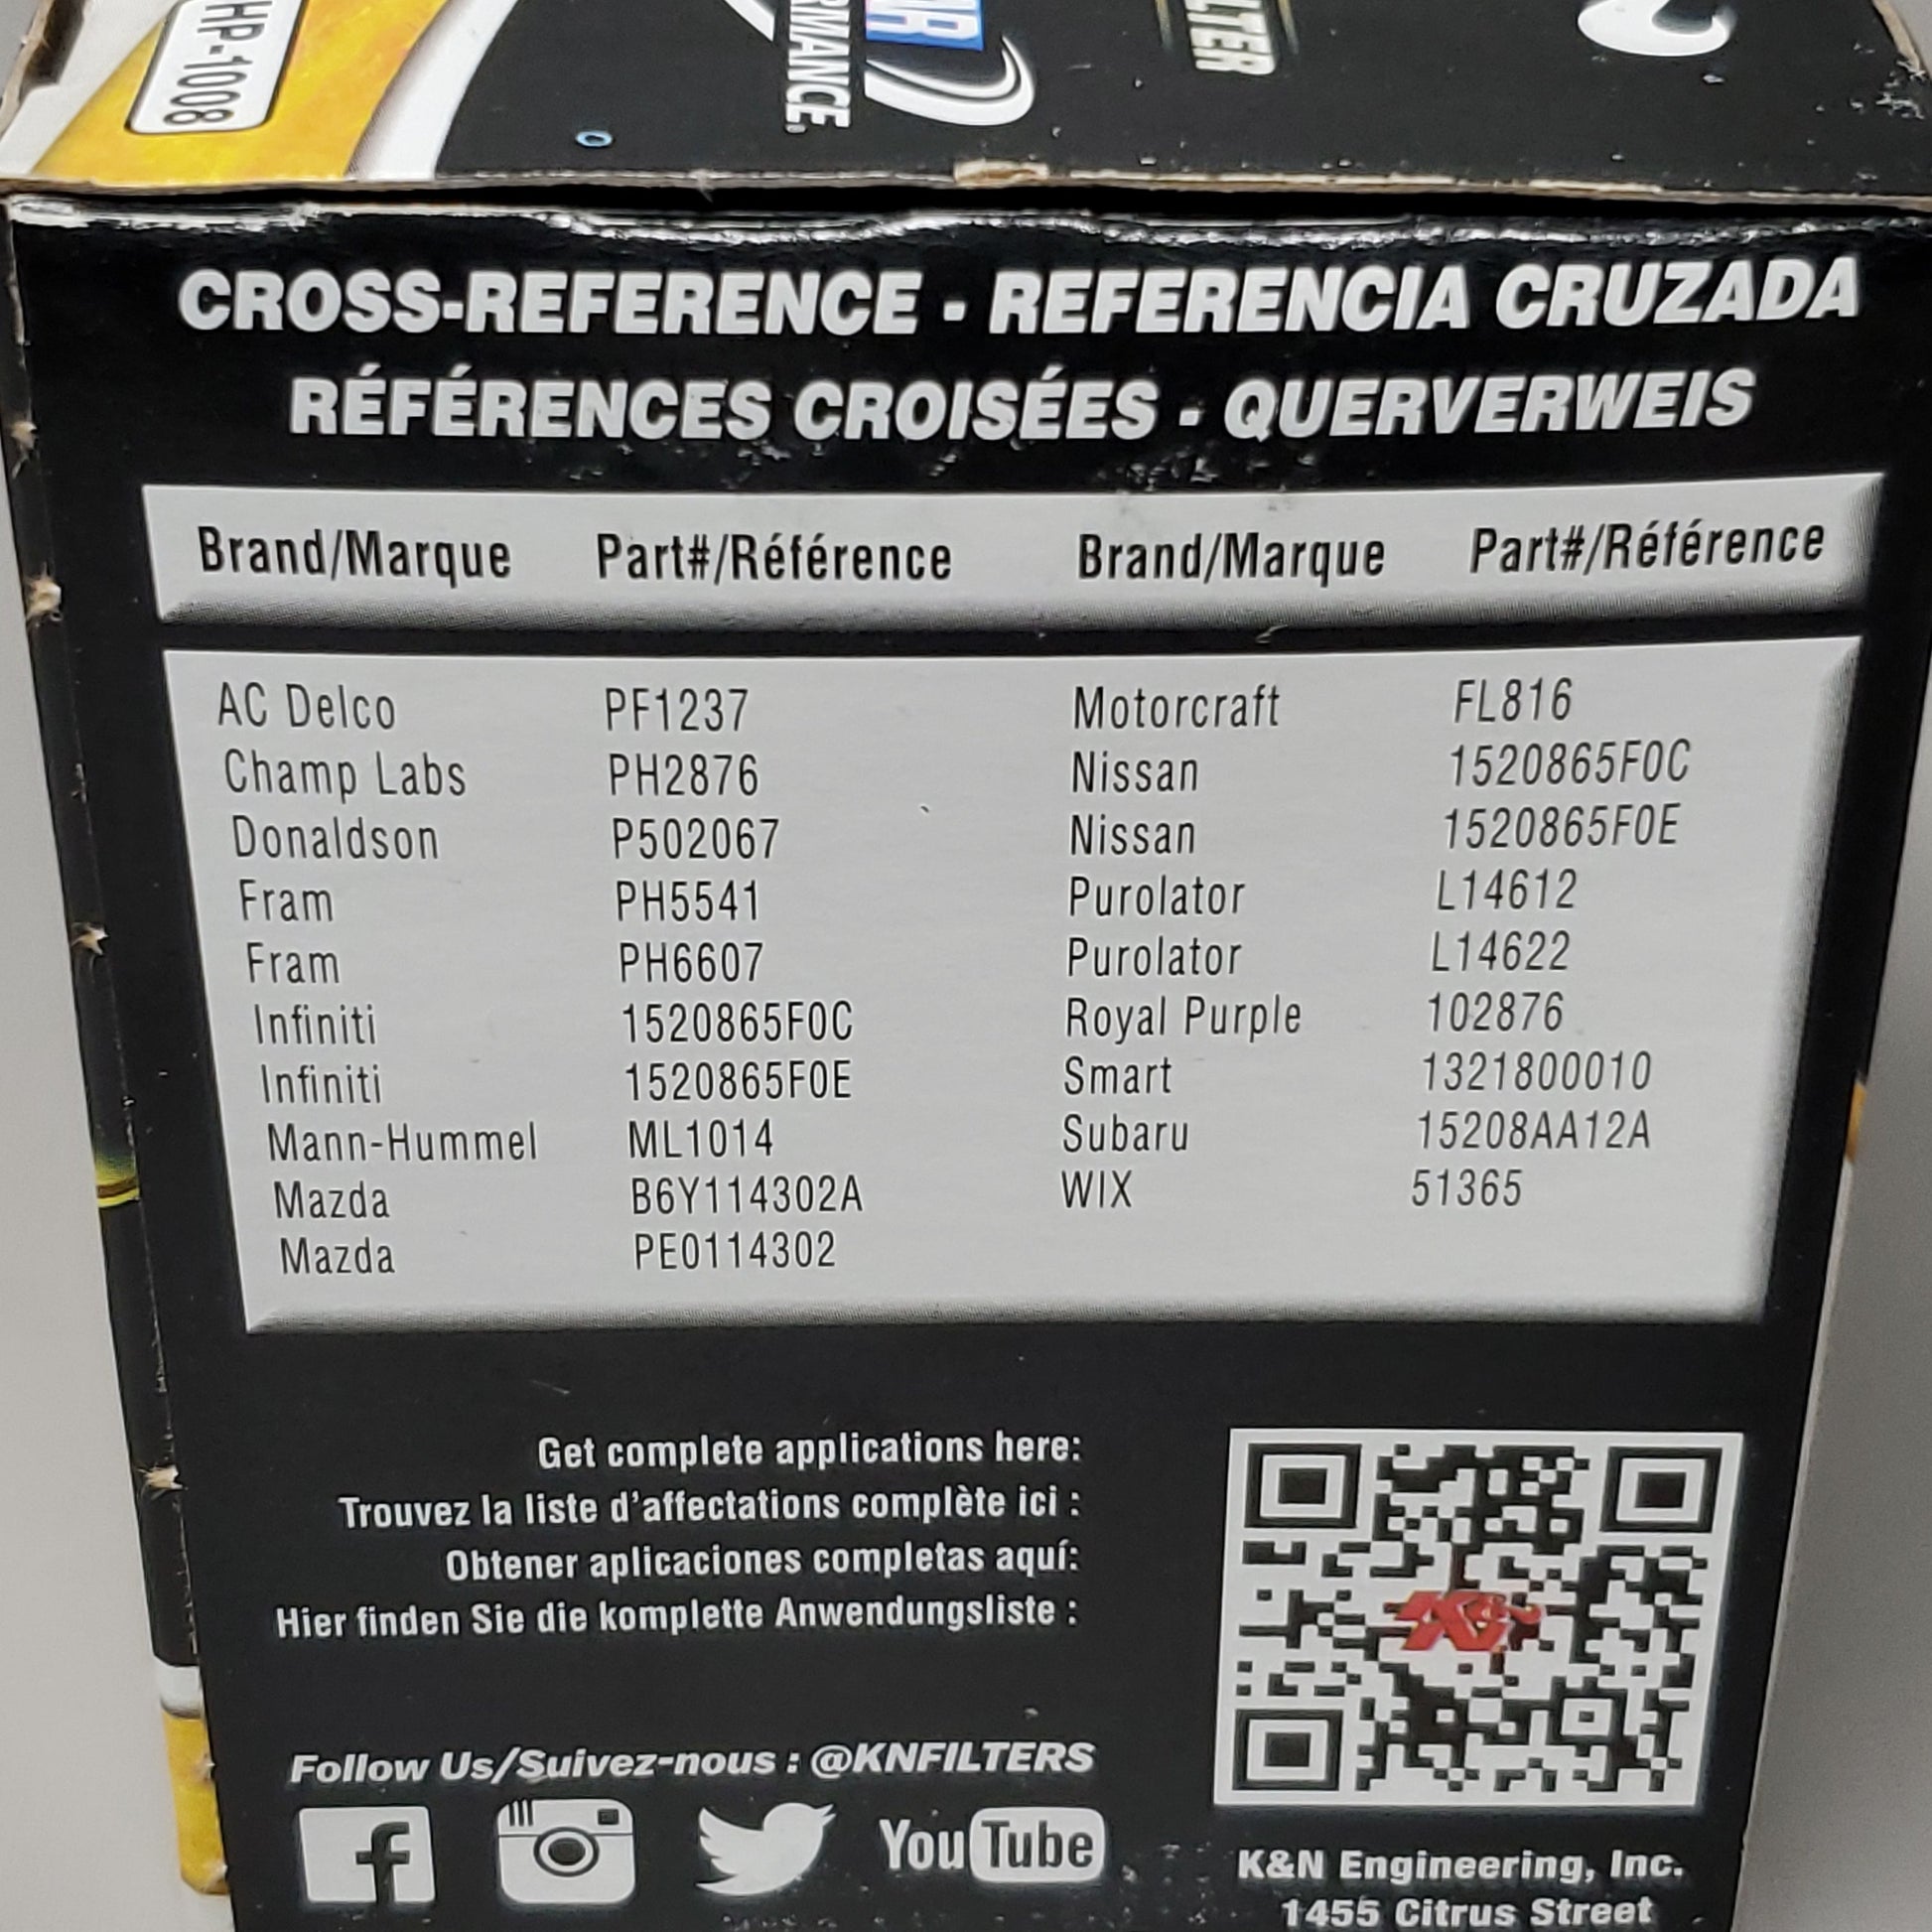 HP-1008
RMANCE.
LTER
CROSS-REFERENCE - REFERENCIA CRUZADA
RÉFÉRENCES CROISÉES - QUERVERWEIS
Brand/Marque Part#/Référence Brand/Marque Part#/Référence
AC Delco PF1237 Motorcraft FL816
Champ Labs PH2876 Nissan 1520865F0C
Donaldson P502067 Nissan 1520865F0E
Fram PH5541 Purolator L14612
Fram PH6607 Purolator L14622
Infiniti 1520865F0C Royal Purple 102876
Infiniti 1520865F0E Smart 1321800010
Mann-Hummel ML1014 Subaru 15208AA12A
Mazda B6Y114302A WIX 51365
Mazda PE0114302
Get complete applications here:
Trouvez la liste d'affectations complète ici :
Obtener aplicaciones completas aquí:
Hier finden Sie die komplette Anwendungsliste :
K&N
Follow Us/Suivez-nous : @KNFILTERS
f YouTube
K&N Engineering, Inc.
1455 Citrus Street